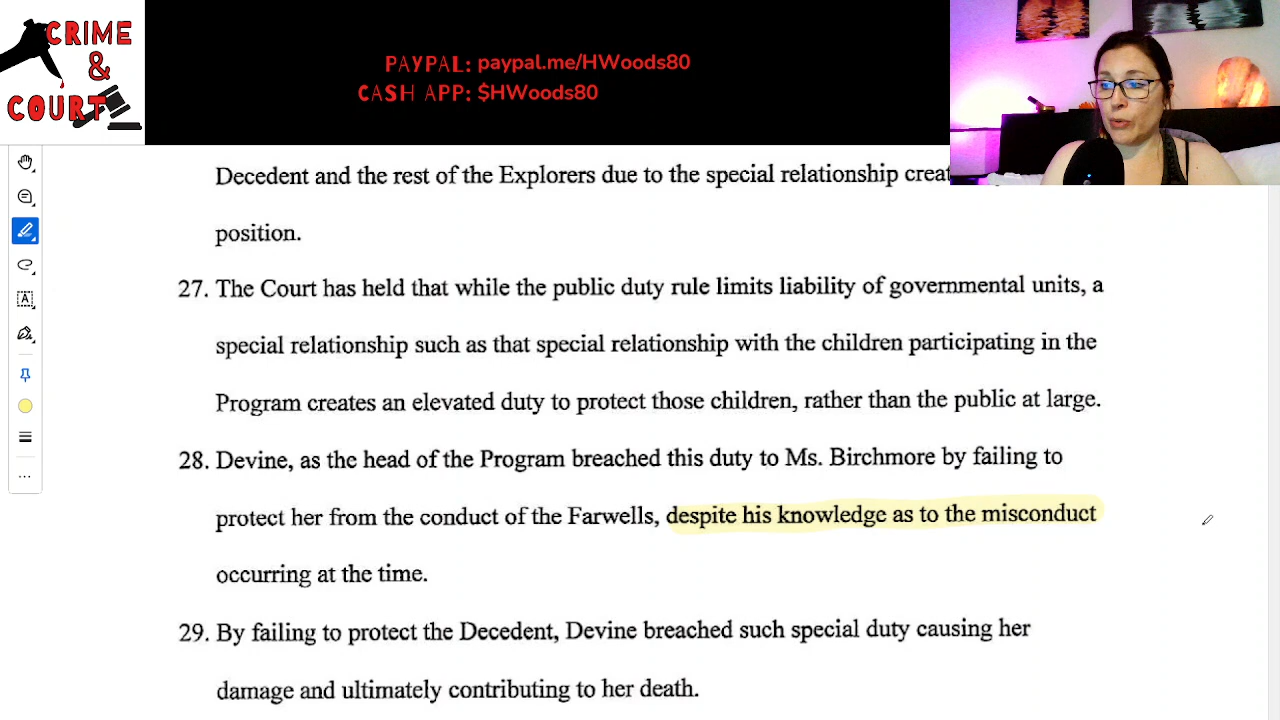 CRIME
&
COURT
PAYPAL: paypal.me/HWoods80
CASH APP: $HWoods80
Decedent and the rest of the Explorers due to the special relationship
position.
27. The Court has held that while the public duty rule limits liability of governmental units, a
special relationship such as that special relationship with the children participating in the
Program creates an elevated duty to protect those children, rather than the public at large.
28. Devine, as the head of the Program breached this duty to Ms. Birchmore by failing to
protect her from the conduct of the Farwells, despite his knowledge as to the misconduct
occurring at the time.
29. By failing to protect the Decedent, Devine breached such special duty causing her
damage and ultimately contributing to her death.